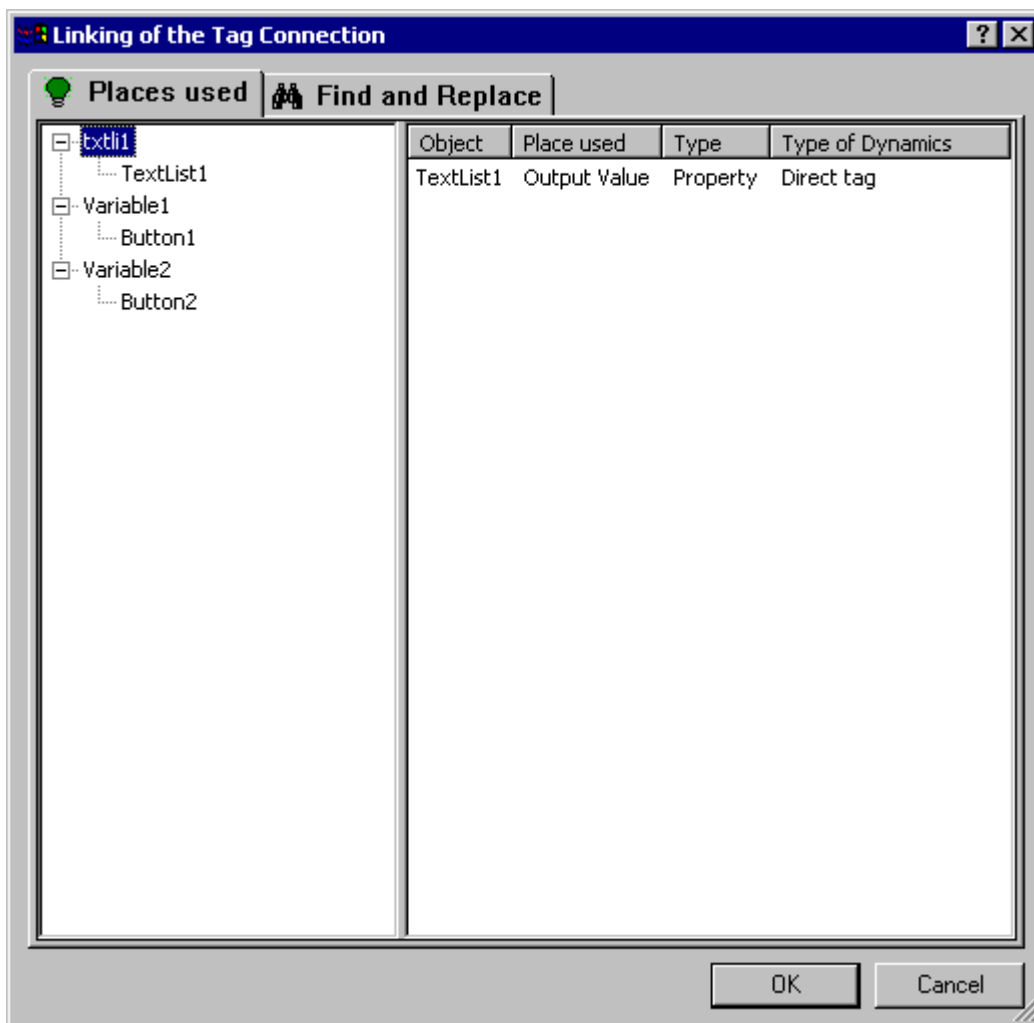 Linking of the Tag Connection
Places used
Find and Replace
txtli1
TextList1
Variable1
Button1
Variable2
Button2
Object Place used Type Type of Dynamics
TextList1 Output Value Property Direct tag
OK Cancel